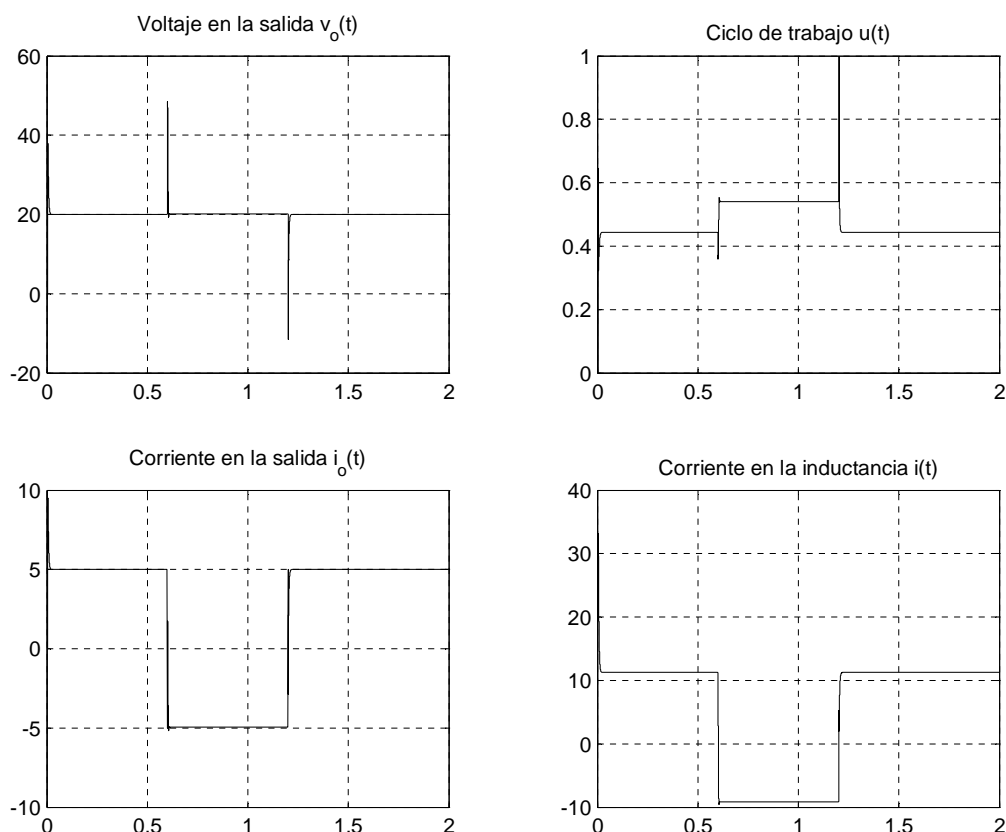 Voltaje en la salida v_o(t)
60
40
20
0
-20
0 0.5 1 1.5 2
Ciclo de trabajo u(t)
1
0.8
0.6
0.4
0.2
0
0 0.5 1 1.5 2
Corriente en la salida i_o(t)
10
5
0
-5
-10
0 0.5 1 1.5 2
Corriente en la inductancia i(t)
40
30
20
10
0
-10
0 0.5 1 1.5 2